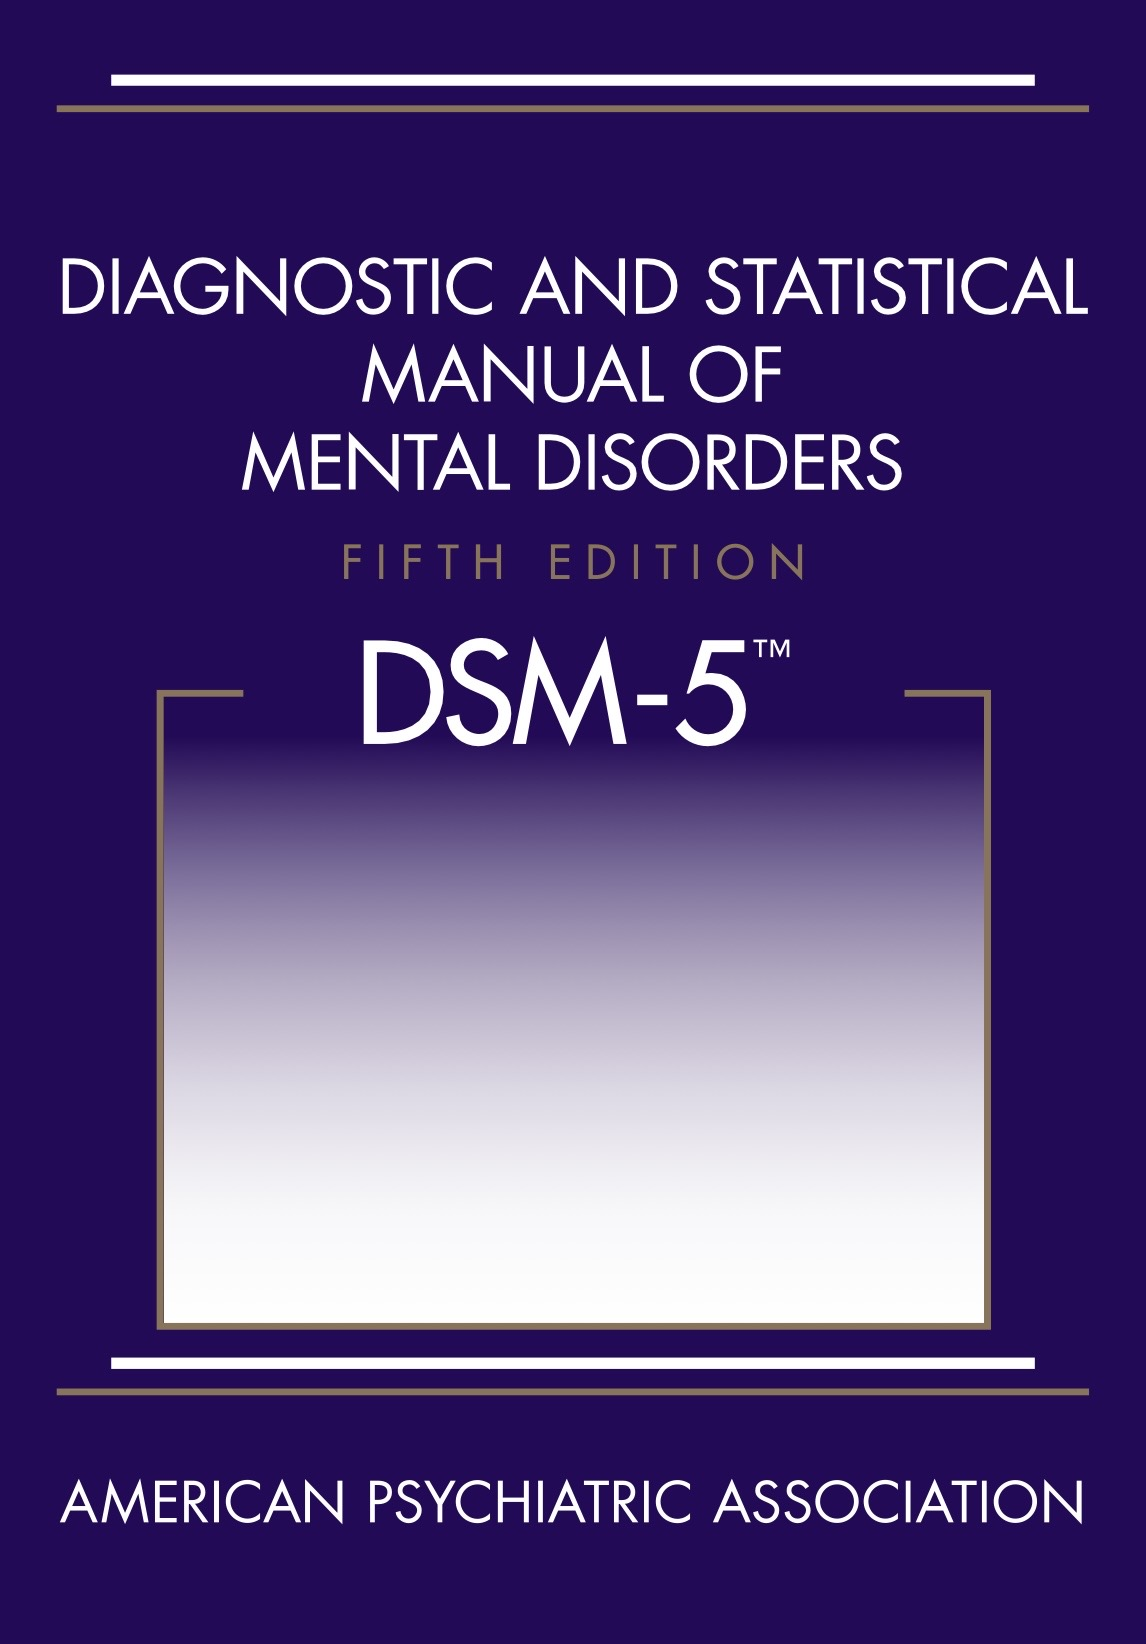 DIAGNOSTIC AND STATISTICAL
MANUAL OF
MENTAL DISORDERS
FIFTH EDITION
DSM-5™
AMERICAN PSYCHIATRIC ASSOCIATION